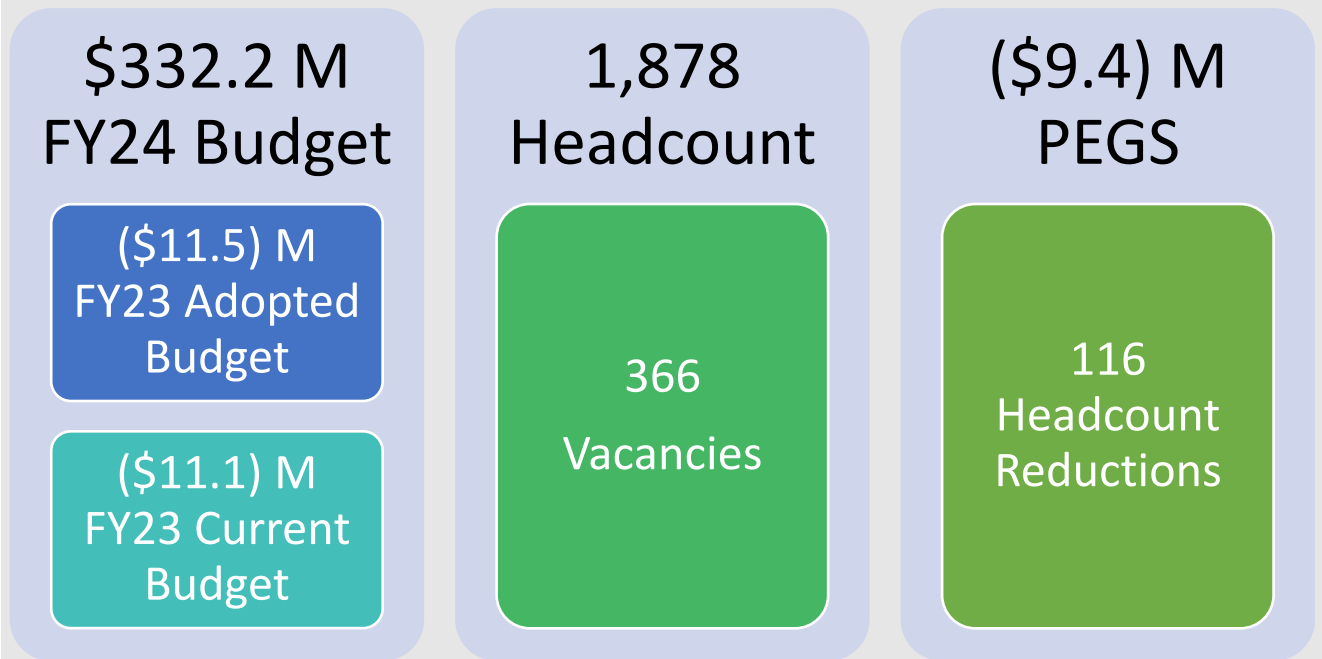 $332.2 M
FY24 Budget
($11.5) M
FY23 Adopted
Budget
($11.1) M
FY23 Current
Budget
1,878
Headcount
366
Vacancies
($9.4) M
PEGS
116
Headcount
Reductions